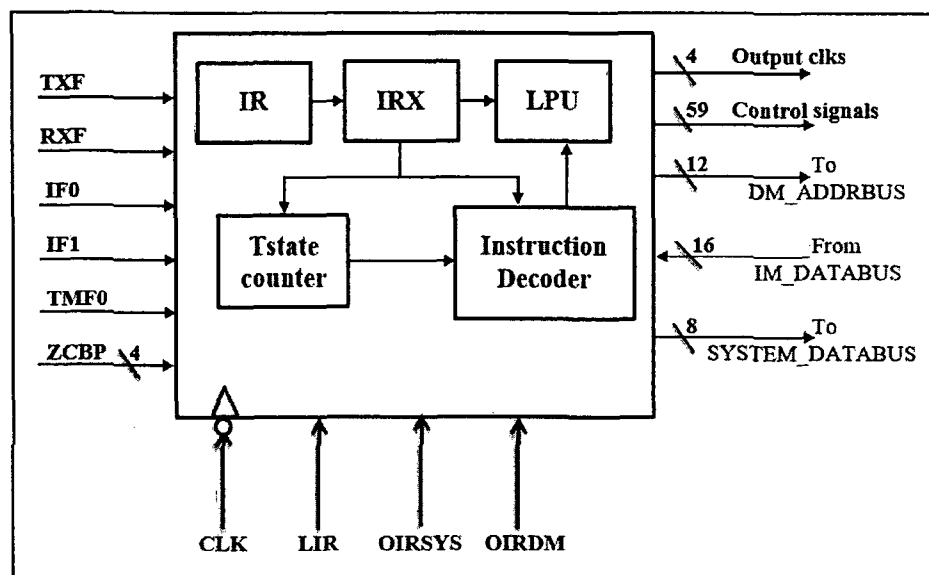 TXF
RXF
IF0
IF1
TMF0
ZCBP 4
IR
IRX
LPU
Tstate
counter
Instruction
Decoder
4 Output clks
59 Control signals
12 To
DM_ADDRBUS
16 From
IM_DATABUS
8 To
SYSTEM_DATABUS
CLK
LIR
OIRSYS
OIRDM